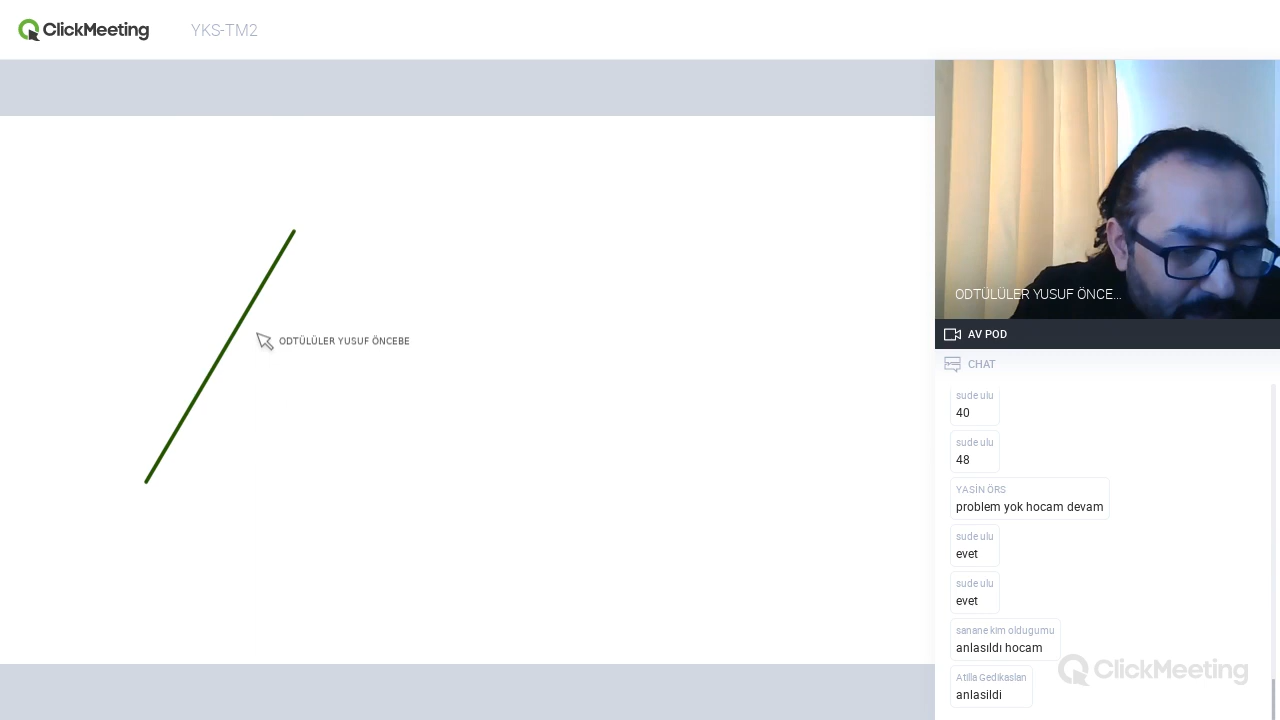 ClickMeeting
YKS-TM2
ODTÜLÜLER YUSUF ÖNCEBE
ODTÜLÜLER YUSUF ÖNCE...
AV POD
CHAT
sude ulu
40
sude ulu
48
YASİN ÖRS
problem yok hocam devam
sude ulu
evet
sude ulu
evet
sanane kim oldugumu
anlasıldı hocam
Atilla Gedikaslan
anlasildi
ClickMeeting